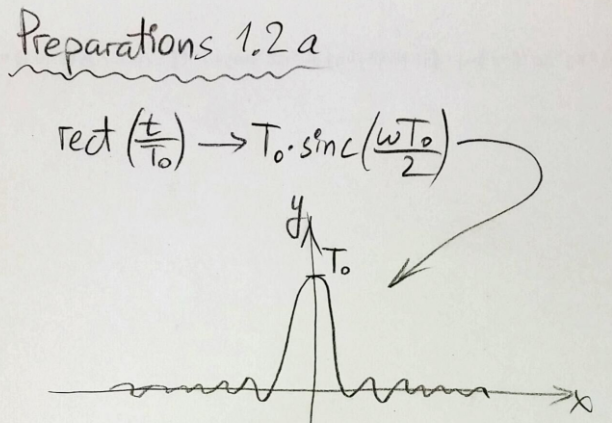 Preparations 1.2 a
rect (t/T₀) → T₀·sinc(ωT₀/2)
y
T₀
x